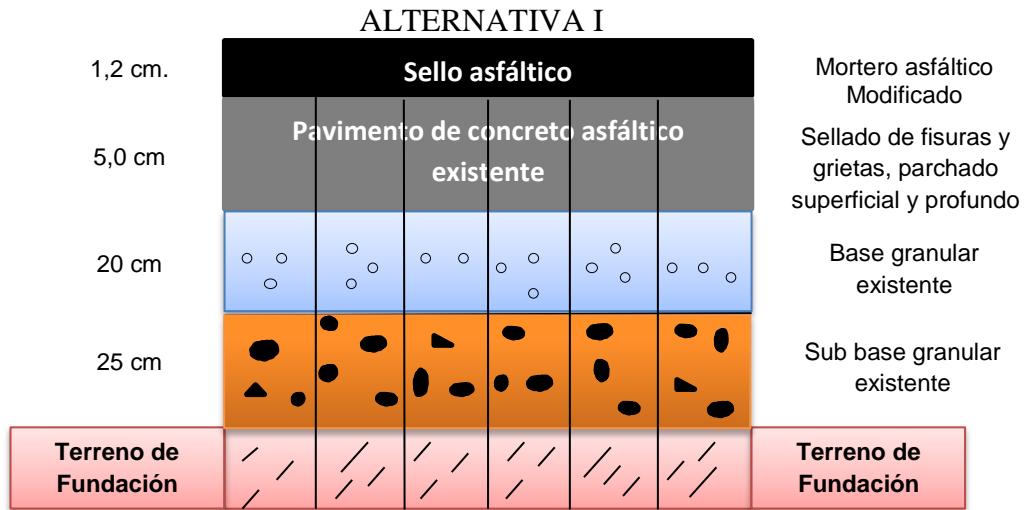 ALTERNATIVA I
1,2 cm.
Sello asfáltico
Mortero asfáltico
Modificado
5,0 cm
Pavimento de concreto asfáltico
existente
Sellado de fisuras y
grietas, parchado
superficial y profundo
20 cm
Base granular
existente
25 cm
Sub base granular
existente
Terreno de
Fundación
Terreno de
Fundación